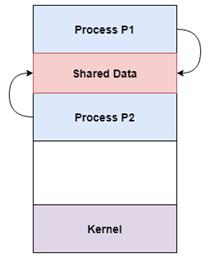 Process P1
Shared Data
Process P2
Kernel